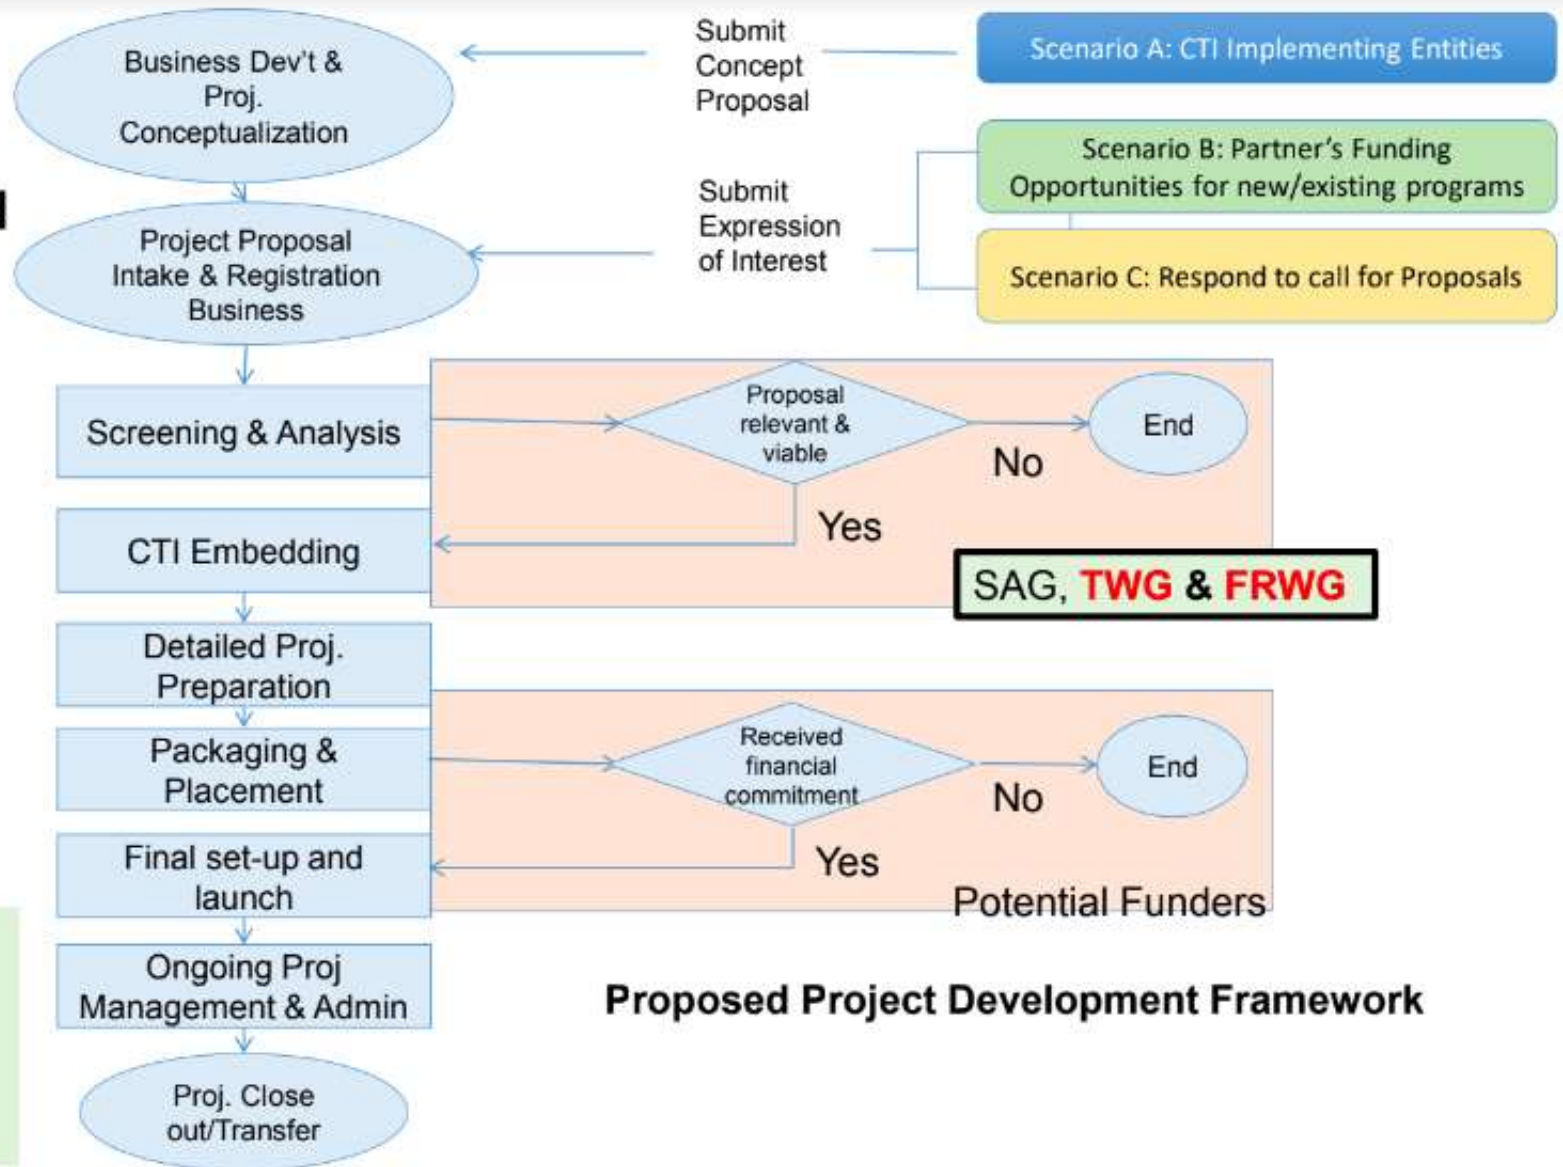 Business Dev't &
Proj.
Conceptualization
Submit
Concept
Proposal
Scenario A: CTI Implementing Entities
Scenario B: Partner's Funding
Opportunities for new/existing programs
Submit
Expression
of Interest
Scenario C: Respond to call for Proposals
Project Proposal
Intake & Registration
Business
Screening & Analysis
Proposal
relevant &
viable
No
End
Yes
CTI Embedding
SAG, TWG & FRWG
Detailed Proj.
Preparation
Packaging &
Placement
Received
financial
commitment
No
End
Yes
Final set-up and
launch
Potential Funders
Ongoing Proj
Management & Admin
Proposed Project Development Framework
Proj. Close
out/Transfer